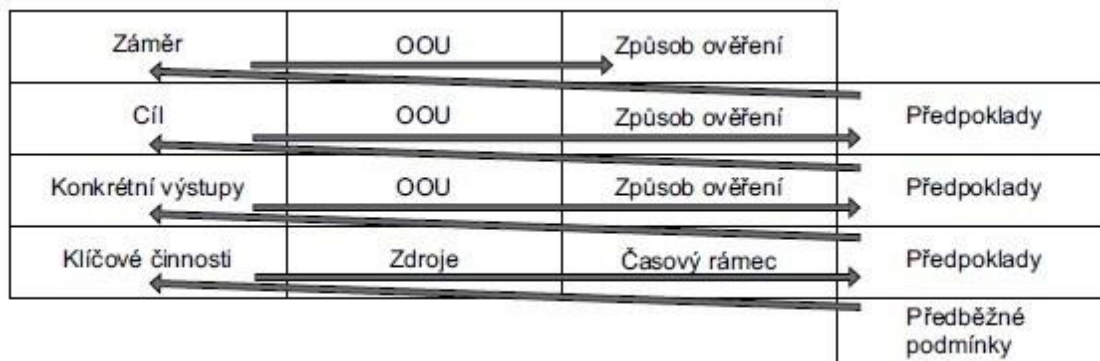 Záměr OOU Způsob ověření
Cíl OOU Způsob ověření Předpoklady
Konkrétní výstupy OOU Způsob ověření Předpoklady
Klíčové činnosti Zdroje Časový rámec Předpoklady
Předběžné
podmínky